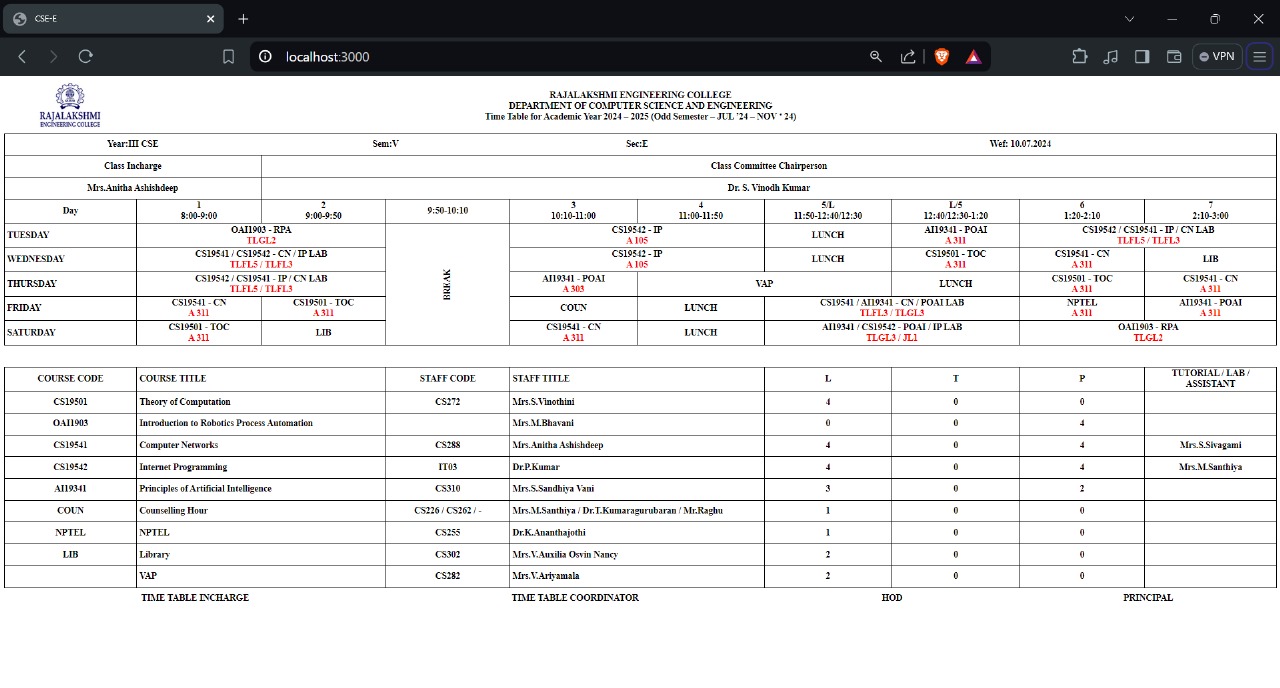 CSE-E
localhost:3000
VPN
RAJALAKSHMI
ENGINEERING COLLEGE
RAJALAKSHMI ENGINEERING COLLEGE
DEPARTMENT OF COMPUTER SCIENCE AND ENGINEERING
Time Table for Academic Year 2024 – 2025 (Odd Semester – JUL '24 – NOV ' 24)
Year:III CSE Sem:V Sec:E Wef: 10.07.2024
Class Incharge Class Committee Chairperson
Mrs.Anitha Ashishdeep Dr. S. Vinodh Kumar
Day 1 2 9:50-10:10 3 4 5/L L/5 6 7
8:00-9:00 9:00-9:50 10:10-11:00 11:00-11:50 11:50-12:40/12:30 12:40/12:30-1:20 1:20-2:10 2:10-3:00
BREAK
TUESDAY OAI1903 - RPA CS19542 - IP LUNCH AI19341 - POAI CS19542 / CS19541 - IP / CN LAB
TLGL2 A 105 A 311 TLFL5 / TLFL3
WEDNESDAY CS19541 / CS19542 - CN / IP LAB CS19542 - IP LUNCH CS19501 - TOC CS19541 - CN LIB
TLFL5 / TLFL3 A 105 A 311 A 311
THURSDAY CS19542 / CS19541 - IP / CN LAB AI19341 - POAI VAP LUNCH CS19501 - TOC CS19541 - CN
TLFL5 / TLFL3 A 303 A 311 A 311
FRIDAY CS19541 - CN CS19501 - TOC COUN LUNCH CS19541 / AI19341 - CN / POAI LAB NPTEL AI19341 - POAI
A 311 A 311 TLFL3 / TLGL3 A 311 A 311
SATURDAY CS19501 - TOC LIB CS19541 - CN LUNCH AI19341 / CS19542 - POAI / IP LAB OAI1903 - RPA
A 311 A 311 TLGL3 / JL1 TLGL2
COURSE CODE COURSE TITLE STAFF CODE STAFF TITLE L T P TUTORIAL / LAB /
ASSISTANT
CS19501 Theory of Computation CS272 Mrs.S.Vinothini 4 0 0
OAI1903 Introduction to Robotics Process Automation Mrs.M.Bhavani 0 0 4
CS19541 Computer Networks CS288 Mrs.Anitha Ashishdeep 4 0 4 Mrs.S.Sivagami
CS19542 Internet Programming IT03 Dr.P.Kumar 4 0 4 Mrs.M.Santhiya
AI19341 Principles of Artificial Intelligence CS310 Mrs.S.Sandhiya Vani 3 0 2
COUN Counselling Hour CS226 / CS262 / - Mrs.M.Santhiya / Dr.T.Kumaragurubaran / Mr.Raghu 1 0 0
NPTEL NPTEL CS255 Dr.K.Ananthajothi 1 0 0
LIB Library CS302 Mrs.V.Auxilia Osvin Nancy 2 0 0
VAP CS282 Mrs.V.Ariyamala 2 0 0
TIME TABLE INCHARGE TIME TABLE COORDINATOR HOD PRINCIPAL